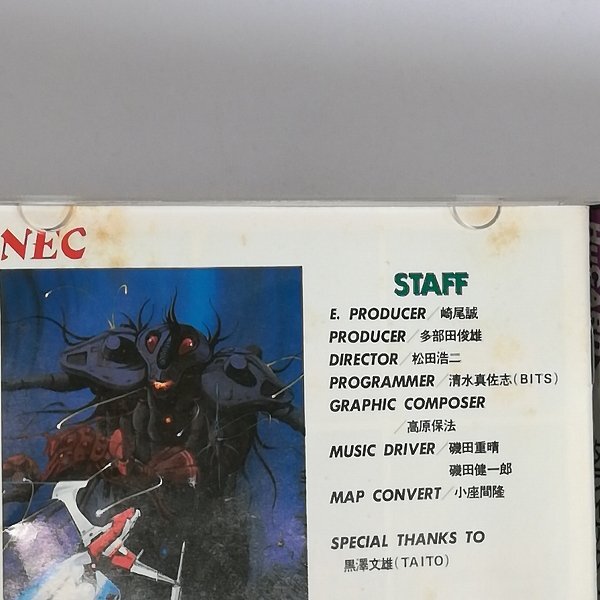 NEC
STAFF
E. PRODUCER／崎尾誠
PRODUCER／多部田俊雄
DIRECTOR／松田浩二
PROGRAMMER／清水真佐志(BITS)
GRAPHIC COMPOSER
／高原保法
MUSIC DRIVER／磯田重晴
磯田健一郎
MAP CONVERT／小座間隆
SPECIAL THANKS TO
黒澤文雄(TAITO)